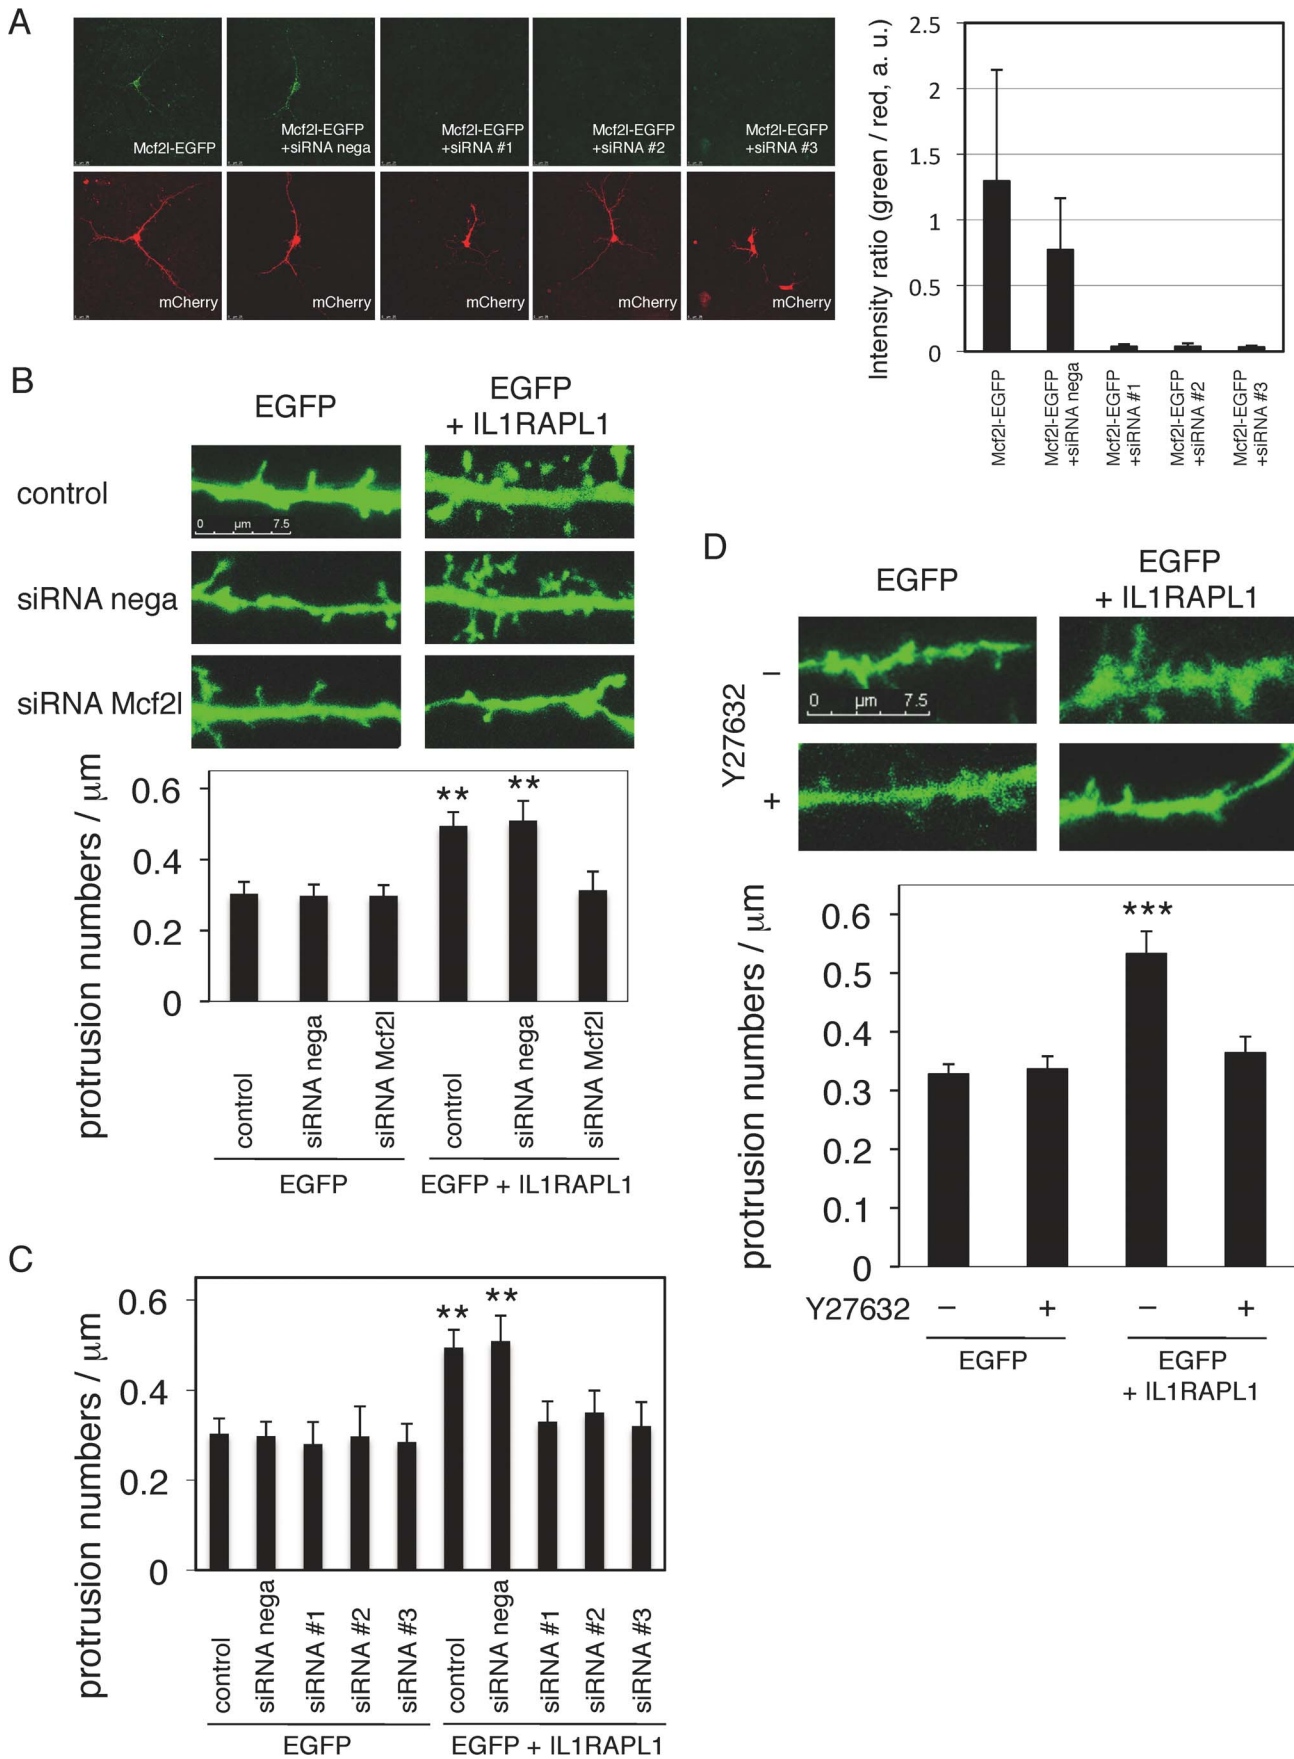 A
Mcf2l-EGFP
Mcf2l-EGFP
+siRNA nega
Mcf2l-EGFP
+siRNA #1
Mcf2l-EGFP
+siRNA #2
Mcf2l-EGFP
+siRNA #3
mCherry
mCherry
mCherry
mCherry
mCherry
Intensity ratio (green / red, a. u.)
2.5
2
1.5
1
0.5
0
Mcf2l-EGFP
Mcf2l-EGFP
+siRNA nega
Mcf2l-EGFP
+siRNA #1
Mcf2l-EGFP
+siRNA #2
Mcf2l-EGFP
+siRNA #3
B
EGFP
EGFP
+ IL1RAPL1
control
0 µm 7.5
siRNA nega
siRNA Mcf2l
protrusion numbers / µm
0.6
0.4
0.2
0
** **
control
siRNA nega
siRNA Mcf2l
control
siRNA nega
siRNA Mcf2l
EGFP
EGFP + IL1RAPL1
C
protrusion numbers / µm
0.6
0.4
0.2
0
** **
control
siRNA nega
siRNA #1
siRNA #2
siRNA #3
control
siRNA nega
siRNA #1
siRNA #2
siRNA #3
EGFP
EGFP + IL1RAPL1
D
EGFP
EGFP
+ IL1RAPL1
Y27632
−
0 µm 7.5
+
protrusion numbers / µm
0.6
0.5
0.4
0.3
0.2
0.1
0
***
Y27632 − + − +
EGFP
EGFP
+ IL1RAPL1